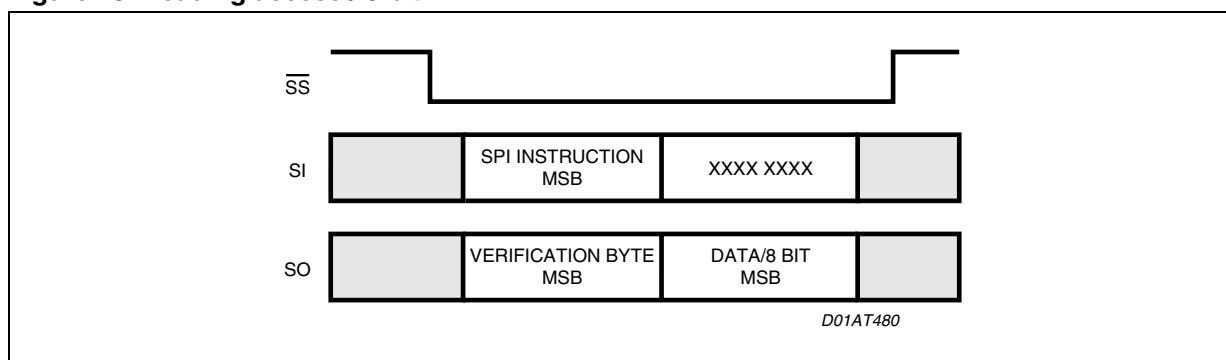 SS
SI
SPI INSTRUCTION
MSB
XXXX XXXX
SO
VERIFICATION BYTE
MSB
DATA/8 BIT
MSB
D01AT480